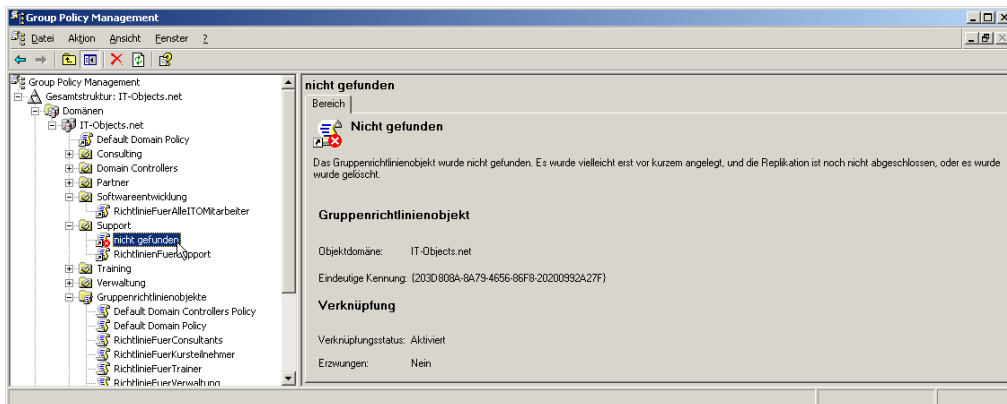 Group Policy Management
Datei Aktion Ansicht Fenster ?
Group Policy Management
Gesamtstruktur: IT-Objects.net
Domänen
IT-Objects.net
Default Domain Policy
Consulting
Domain Controllers
Partner
Softwareentwicklung
RichtlinieFuerAlleITOMitarbeiter
Support
nicht gefunden
RichtlinienFuerSupport
Training
Verwaltung
Gruppenrichtlinienobjekte
Default Domain Controllers Policy
Default Domain Policy
RichtlinieFuerConsultants
RichtlinieFuerKursteilnehmer
RichtlinieFuerTrainer
RichtlinieFuerVerwaltung
nicht gefunden
Bereich
Nicht gefunden
Das Gruppenrichtlinienobjekt wurde nicht gefunden. Es wurde vielleicht erst vor kurzem angelegt, und die Replikation ist noch nicht abgeschlossen, oder es wurde
wurde gelöscht.
Gruppenrichtlinienobjekt
Objektdomäne: IT-Objects.net
Eindeutige Kennung: {203D808A-8A79-4656-86F8-20200992A27F}
Verknüpfung
Verknüpfungsstatus: Aktiviert
Erzwungen: Nein